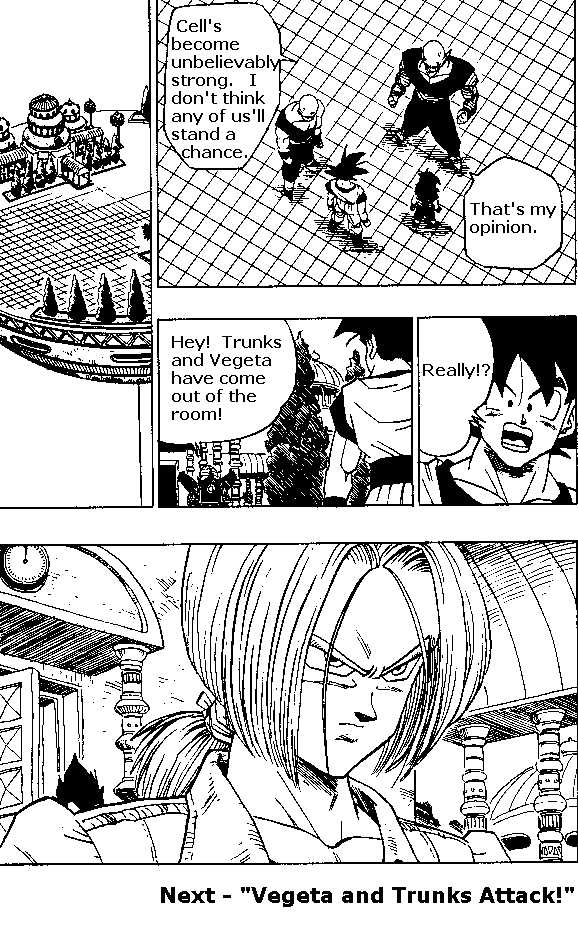 Cell's
become
unbelievably
strong.   I
don't think
any of us'll
stand a
chance.
That's my
opinion.
Hey!  Trunks
and Vegeta
have come
out of the
room!
Really!?
Next - "Vegeta and Trunks Attack!"